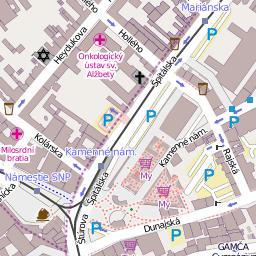 Mariánska
Hollého
Heydukova
Onkologický
ústav sv.
Alžbety
P
Špitálska
P
P
P
Kolárska
Milosrdní
bratia
Kamenné nám.
Kamenné nám.
Rajská
My
My
P
Námestie SNP
Špitálska
Štúrova
P
P
Dunajská
GAMČA